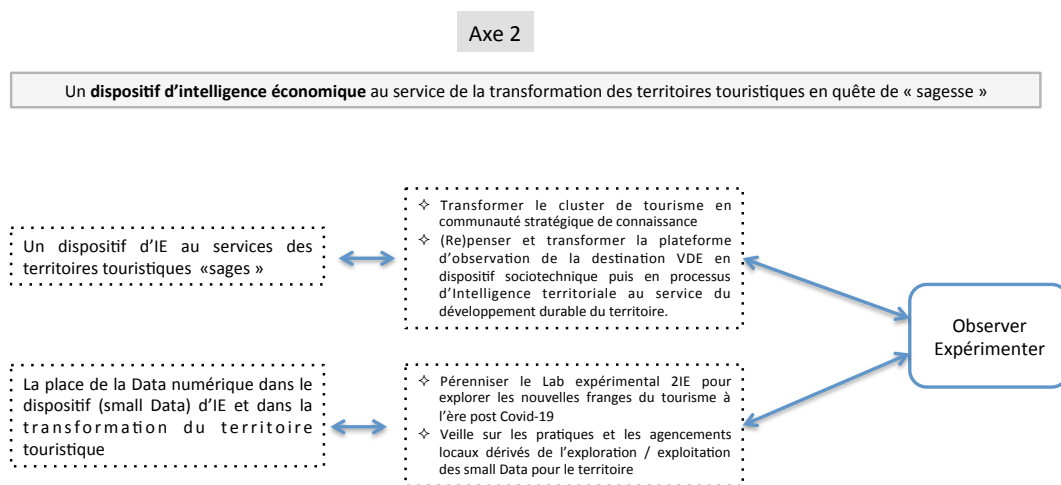 Axe 2
Un dispositif d’intelligence économique au service de la transformation des territoires touristiques en quête de « sagesse »
Un dispositif d’IE au services des
territoires touristiques «sages »
✧ Transformer le cluster de tourisme en
communauté stratégique de connaissance
✧ (Re)penser et transformer la plateforme
d’observation de la destination VDE en
dispositif sociotechnique puis en processus
d’Intelligence territoriale au service du
développement durable du territoire.
Observer
Expérimenter
La place de la Data numérique dans le
dispositif (small Data) d’IE et dans la
transformation du territoire
touristique
✧ Pérenniser le Lab expérimental 2IE pour
explorer les nouvelles franges du tourisme à
l’ère post Covid-19
✧ Veille sur les pratiques et les agencements
locaux dérivés de l’exploration / exploitation
des small Data pour le territoire